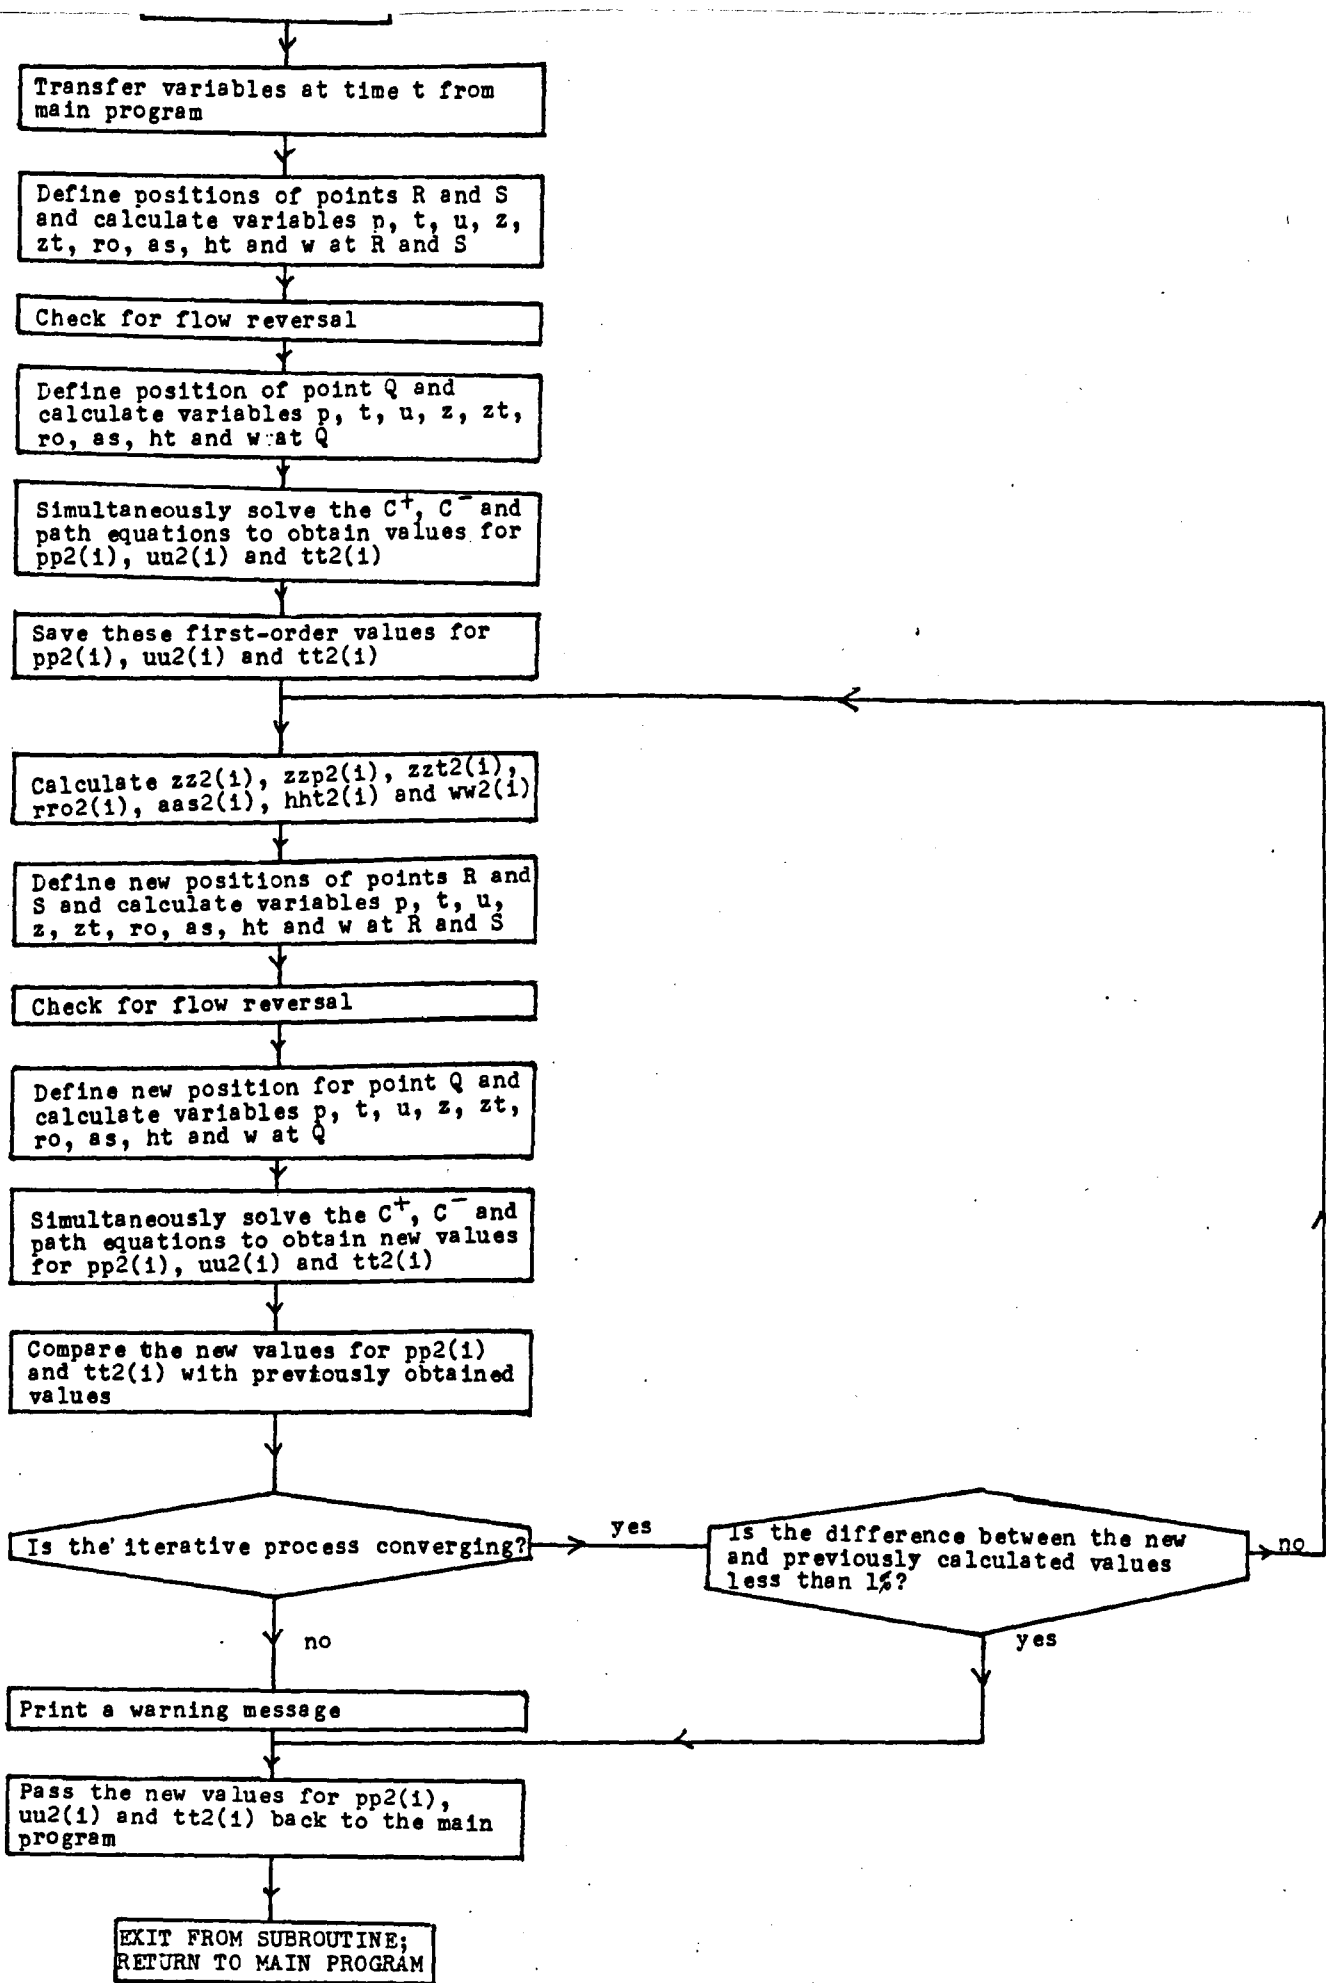 Transfer variables at time t from
main program
Define positions of points R and S
and calculate variables p, t, u, z,
zt, ro, as, ht and w at R and S
Check for flow reversal
Define position of point Q and
calculate variables p, t, u, z, zt,
ro, as, ht and w at Q
Simultaneously solve the C+, C- and
path equations to obtain values for
pp2(i), uu2(i) and tt2(i)
Save these first-order values for
pp2(i), uu2(i) and tt2(i)
Calculate zz2(i), zzp2(i), zzt2(i),
rro2(i), aas2(i), hht2(i) and ww2(i)
Define new positions of points R and
S and calculate variables p, t, u,
z, zt, ro, as, ht and w at R and S
Check for flow reversal
Define new position for point Q and
calculate variables p, t, u, z, zt,
ro, as, ht and w at Q
Simultaneously solve the C+, C- and
path equations to obtain new values
for pp2(i), uu2(i) and tt2(i)
Compare the new values for pp2(i)
and tt2(i) with previously obtained
values
Is the iterative process converging?
yes
Is the difference between the new
and previously calculated values
less than 1%?
no
no
yes
Print a warning message
Pass the new values for pp2(i),
uu2(i) and tt2(i) back to the main
program
EXIT FROM SUBROUTINE;
RETURN TO MAIN PROGRAM